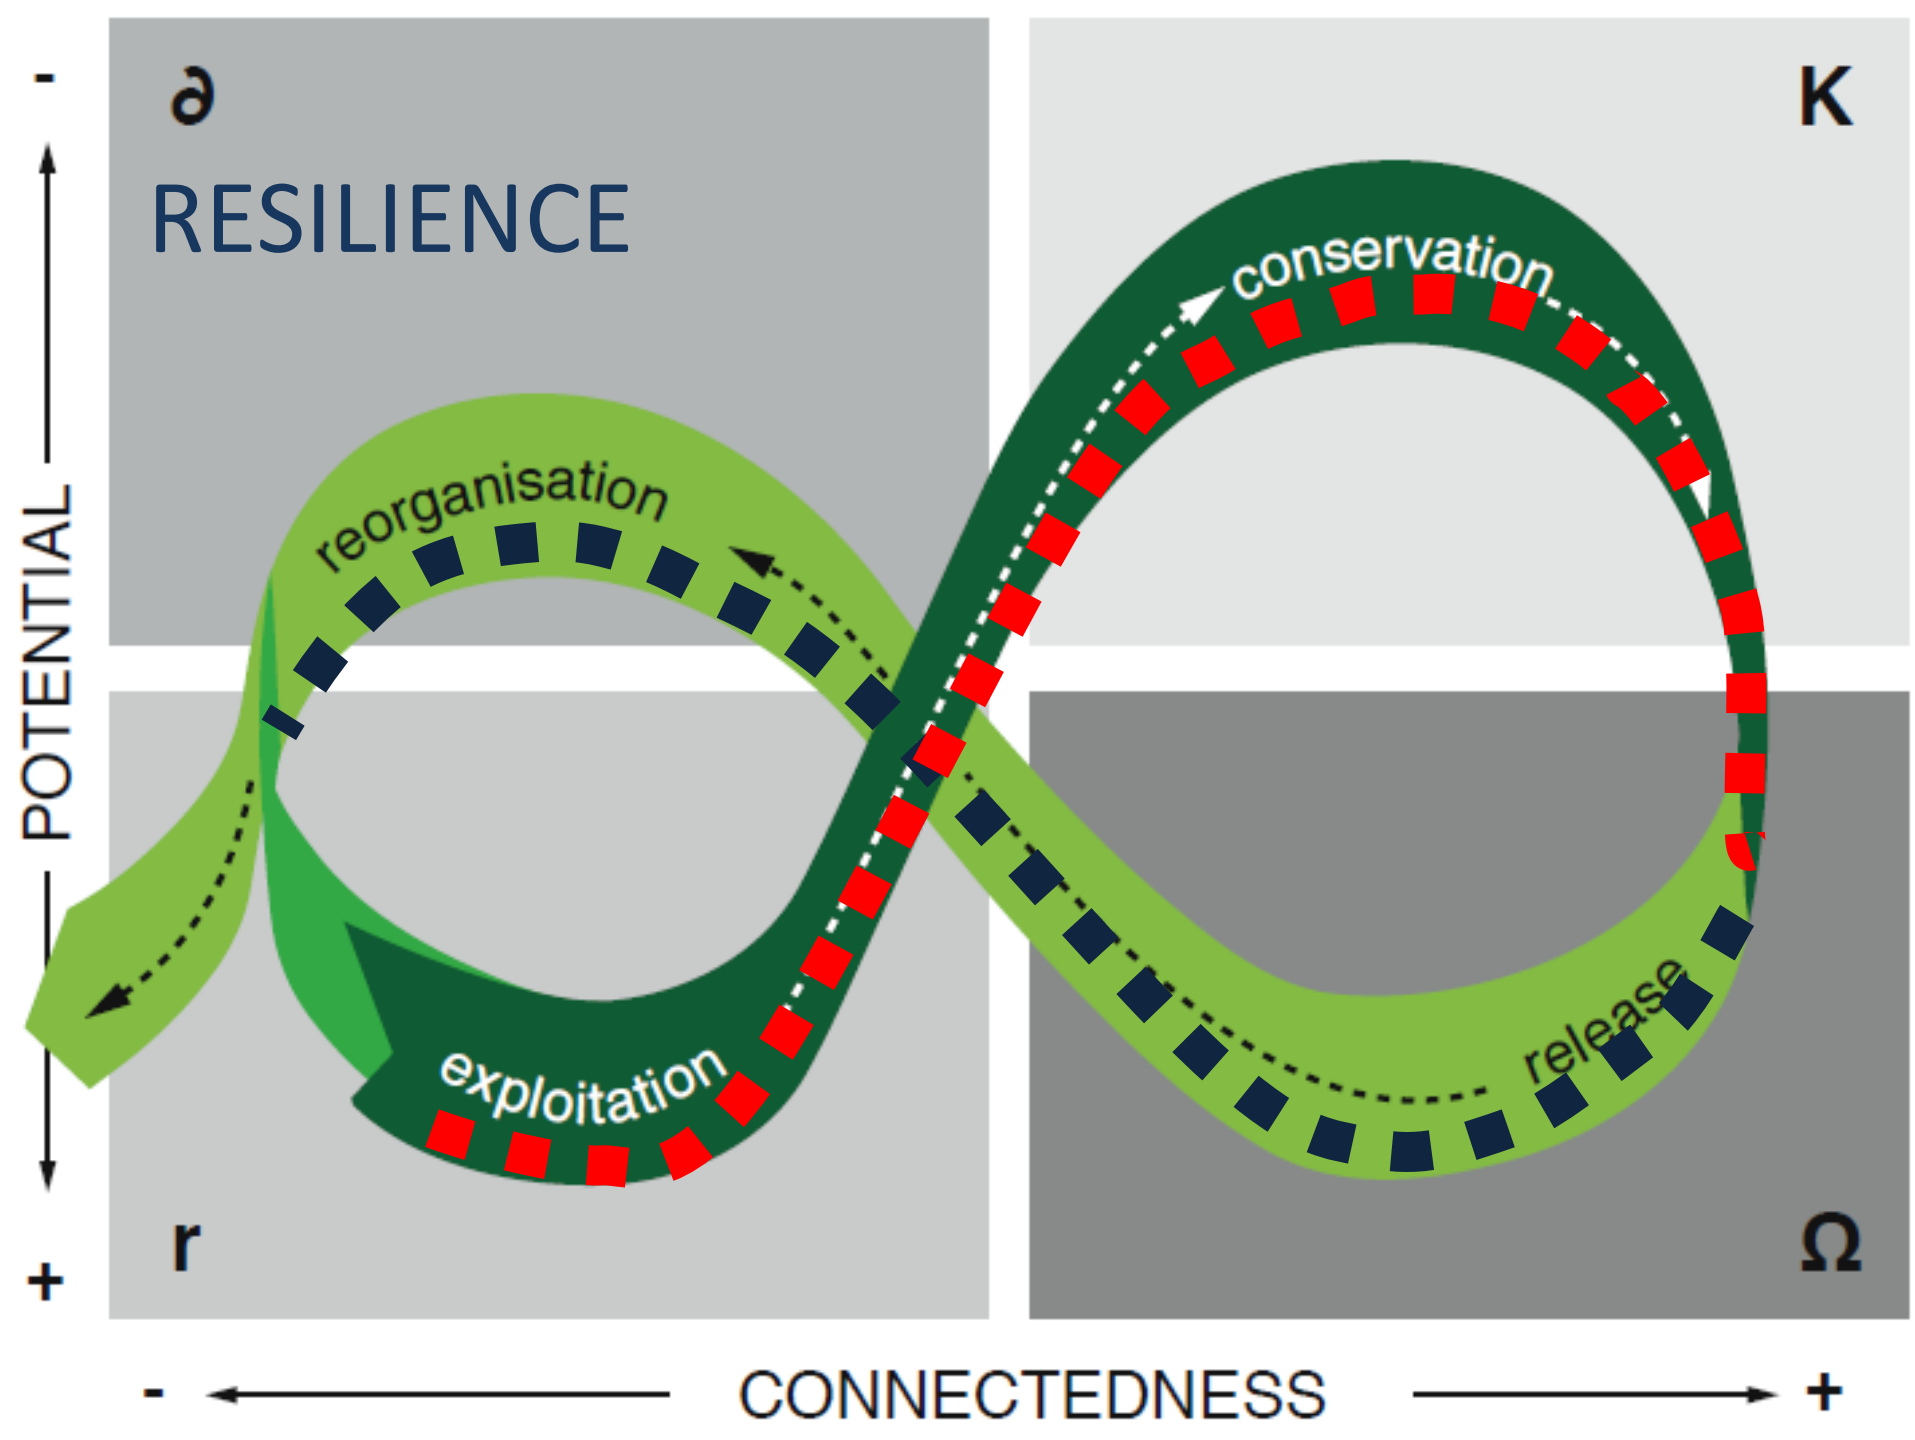 -
∂
K
RESILIENCE
conservation
reorganisation
POTENTIAL
release
exploitation
r
Ω
+
-
CONNECTEDNESS
+